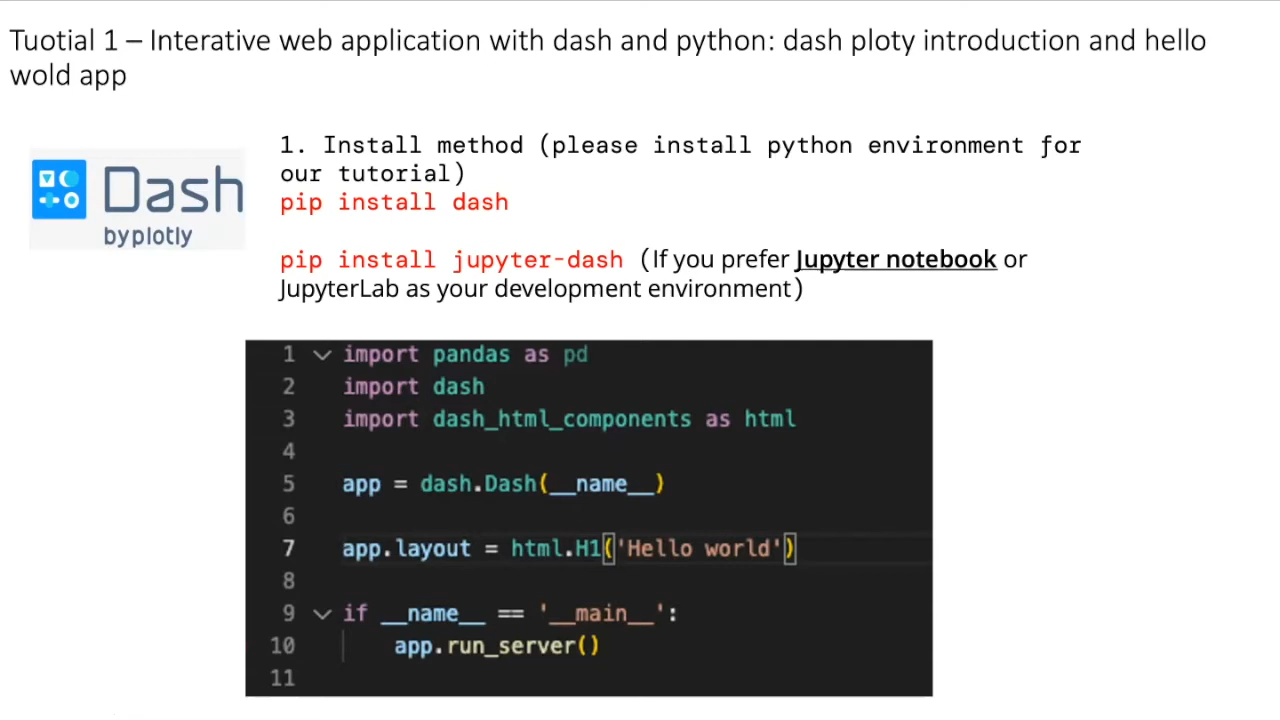 Tuotial 1 – Interative web application with dash and python: dash ploty introduction and hello
wold app
Dash
by plotly
1. Install method (please install python environment for
our tutorial)
pip install dash
pip install jupyter-dash (If you prefer Jupyter notebook or
JupyterLab as your development environment)
1 import pandas as pd
2 import dash
3 import dash_html_components as html
4
5 app = dash.Dash(__name__)
6
7 app.layout = html.H1('Hello world')
8
9 if __name__ == '__main__':
10 app.run_server()
11